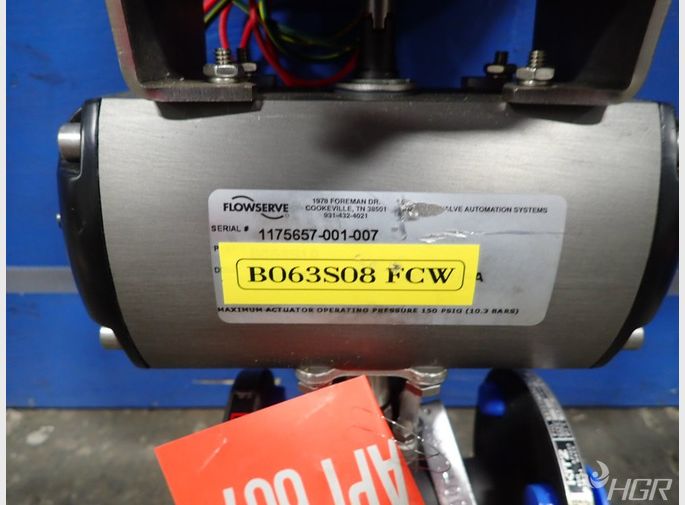 FLOWSERVE
1978 FOREMAN DR.
COOKEVILLE, TN 38501
931-432-4021
VALVE AUTOMATION SYSTEMS
SERIAL # 1175657-001-007
B063S08 FCW
A
MAXIMUM ACTUATOR OPERATING PRESSURE 150 PSIG (10.3 BARS)
APT
HGR